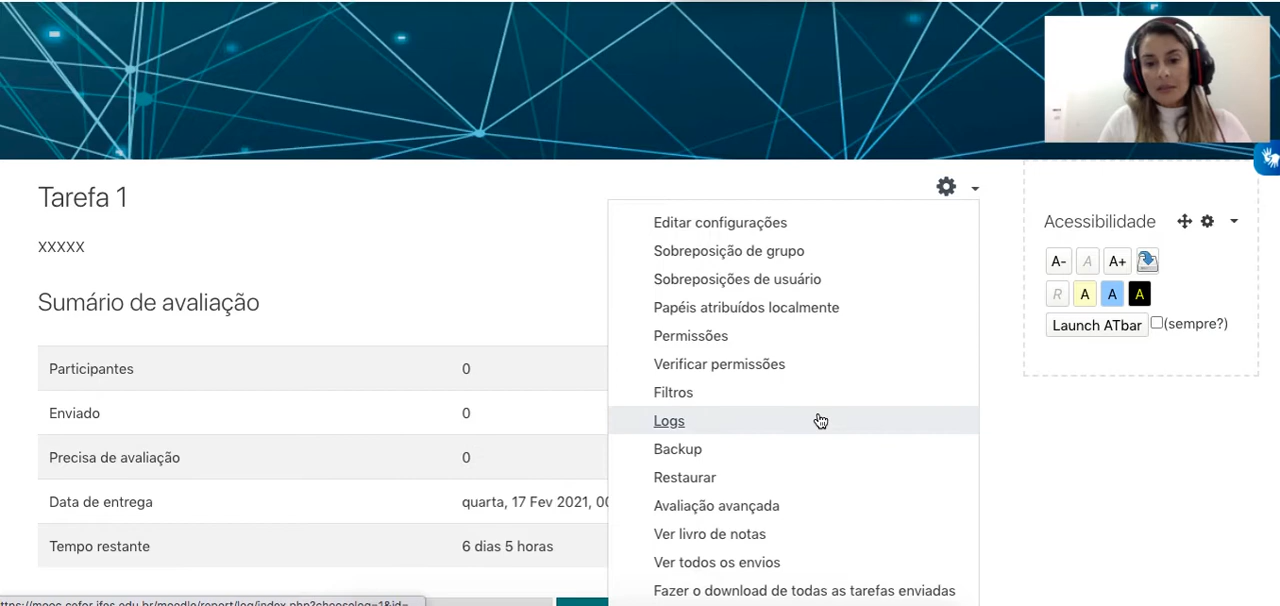 Tarefa 1
XXXXX
Sumário de avaliação
Participantes 0
Enviado 0
Precisa de avaliação 0
Data de entrega quarta, 17 Fev 2021, 00
Tempo restante 6 dias 5 horas
Editar configurações
Sobreposição de grupo
Sobreposições de usuário
Papéis atribuídos localmente
Permissões
Verificar permissões
Filtros
Logs
Backup
Restaurar
Avaliação avançada
Ver livro de notas
Ver todos os envios
Fazer o download de todas as tarefas enviadas
Acessibilidade
A- A A+
R A A A
Launch ATbar (sempre?)